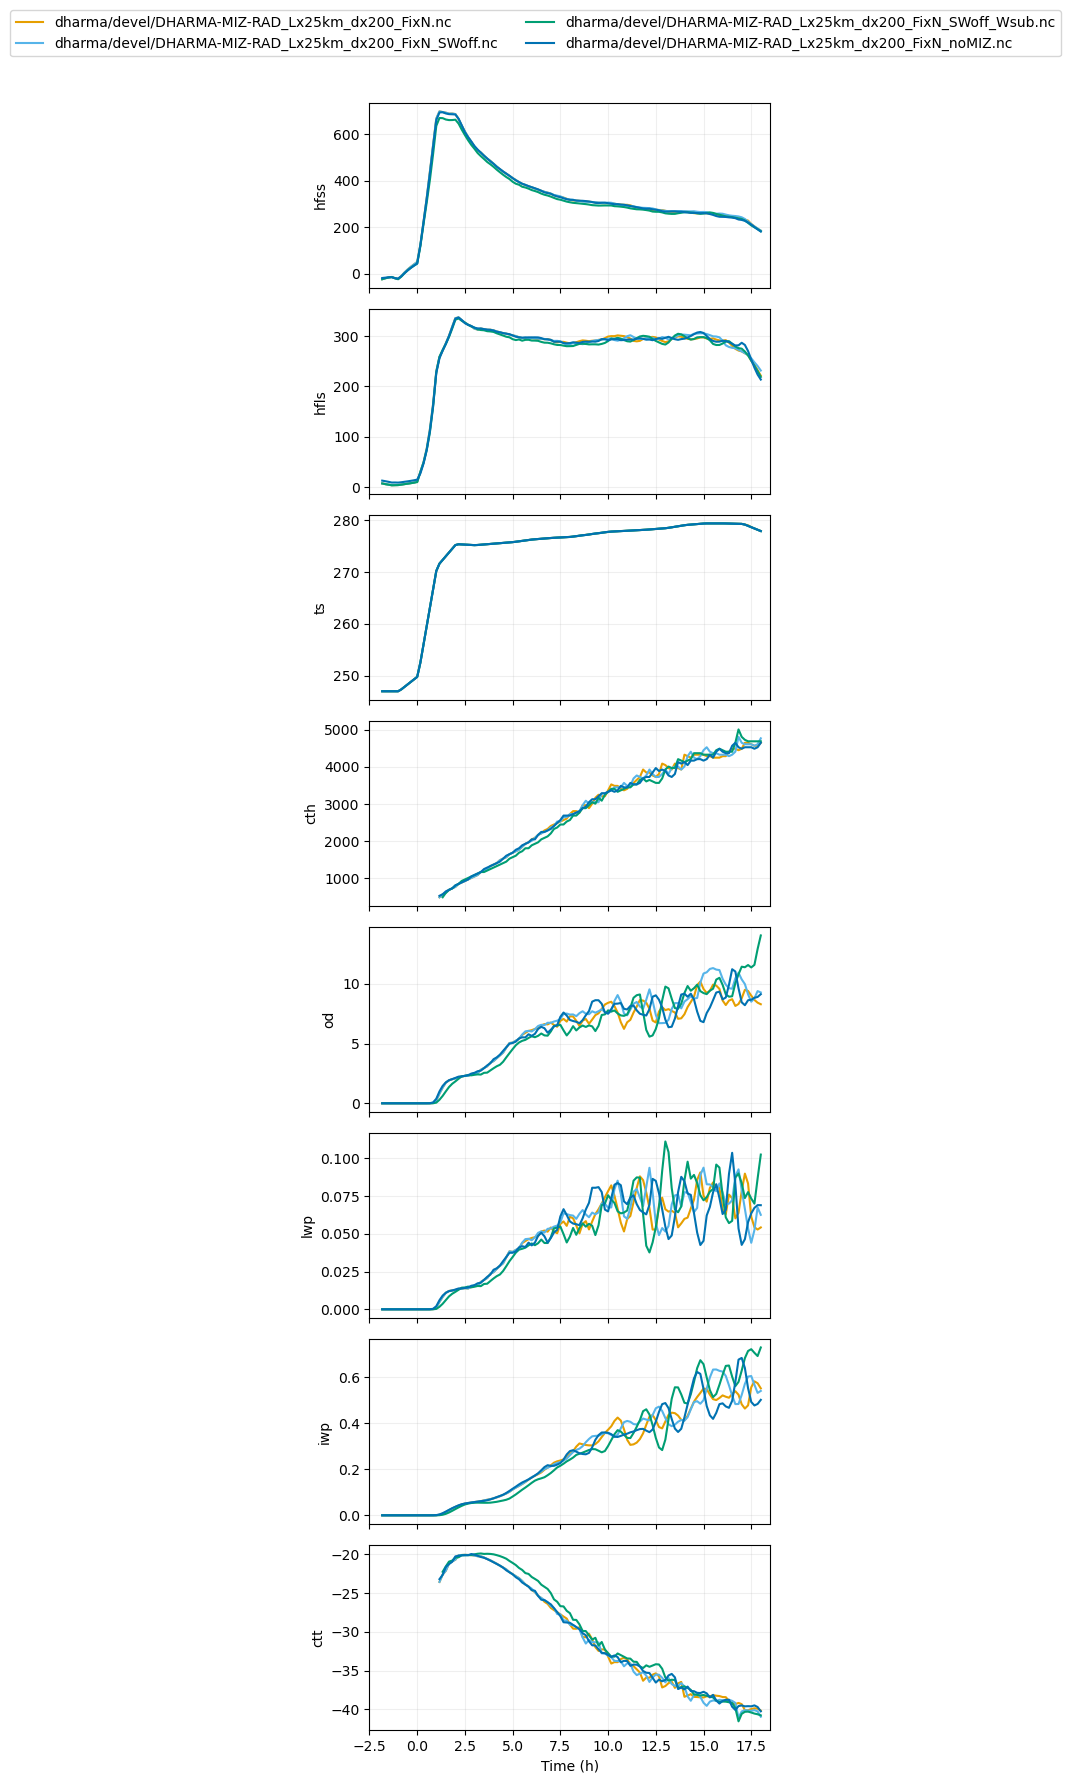 dharma/devel/DHARMA-MIZ-RAD_Lx25km_dx200_FixN.nc
dharma/devel/DHARMA-MIZ-RAD_Lx25km_dx200_FixN_SWoff.nc
dharma/devel/DHARMA-MIZ-RAD_Lx25km_dx200_FixN_SWoff_Wsub.nc
dharma/devel/DHARMA-MIZ-RAD_Lx25km_dx200_FixN_noMIZ.nc
600
400
200
0
hfss
300
200
100
0
hfls
280
270
260
250
ts
5000
4000
3000
2000
1000
cth
10
5
0
od
0.100
0.075
0.050
0.025
0.000
lwp
0.6
0.4
0.2
0.0
iwp
−20
−25
−30
−35
−40
ctt
−2.5 0.0 2.5 5.0 7.5 10.0 12.5 15.0 17.5
Time (h)